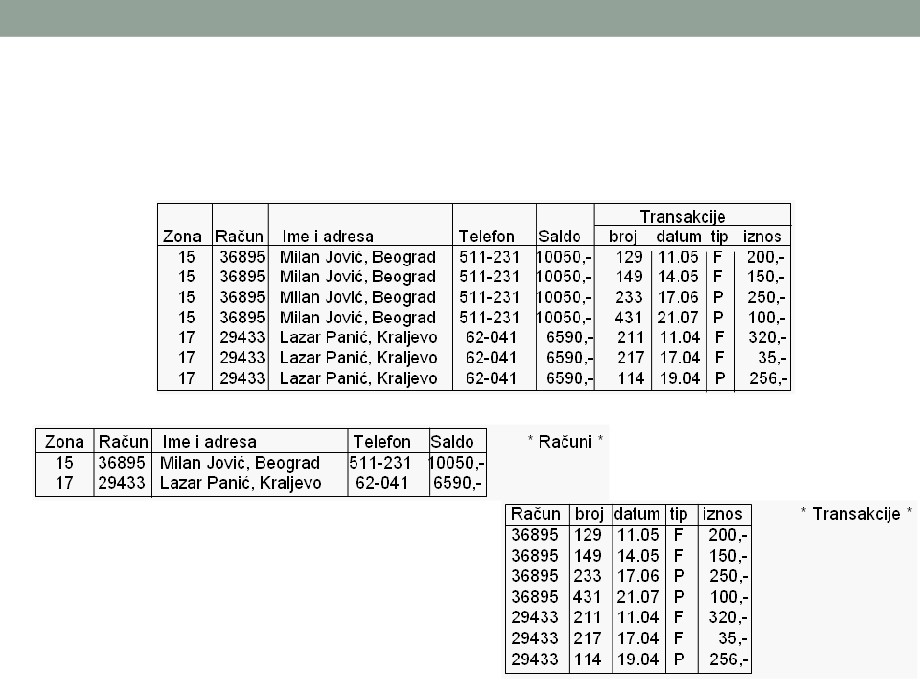 Transakcije
Zona Račun Ime i adresa Telefon Saldo broj datum tip iznos
15 36895 Milan Jović, Beograd 511-231 10050,- 129 11.05 F 200,-
15 36895 Milan Jović, Beograd 511-231 10050,- 149 14.05 F 150,-
15 36895 Milan Jović, Beograd 511-231 10050,- 233 17.06 P 250,-
15 36895 Milan Jović, Beograd 511-231 10050,- 431 21.07 P 100,-
17 29433 Lazar Panić, Kraljevo 62-041 6590,- 211 11.04 F 320,-
17 29433 Lazar Panić, Kraljevo 62-041 6590,- 217 17.04 F 35,-
17 29433 Lazar Panić, Kraljevo 62-041 6590,- 114 19.04 P 256,-
Zona Račun Ime i adresa Telefon Saldo * Računi *
15 36895 Milan Jović, Beograd 511-231 10050,-
17 29433 Lazar Panić, Kraljevo 62-041 6590,-
Račun broj datum tip iznos * Transakcije *
36895 129 11.05 F 200,-
36895 149 14.05 F 150,-
36895 233 17.06 P 250,-
36895 431 21.07 P 100,-
29433 211 11.04 F 320,-
29433 217 17.04 F 35,-
29433 114 19.04 P 256,-